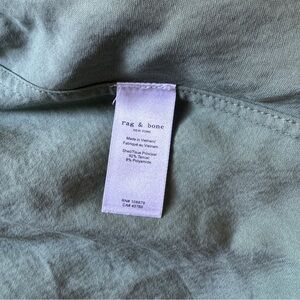 rag & bone
NEW YORK
Made in Vietnam/
Fabriqué au Vietnam
Shell/Tissu Principal
92% Tencel
8% Polyamide